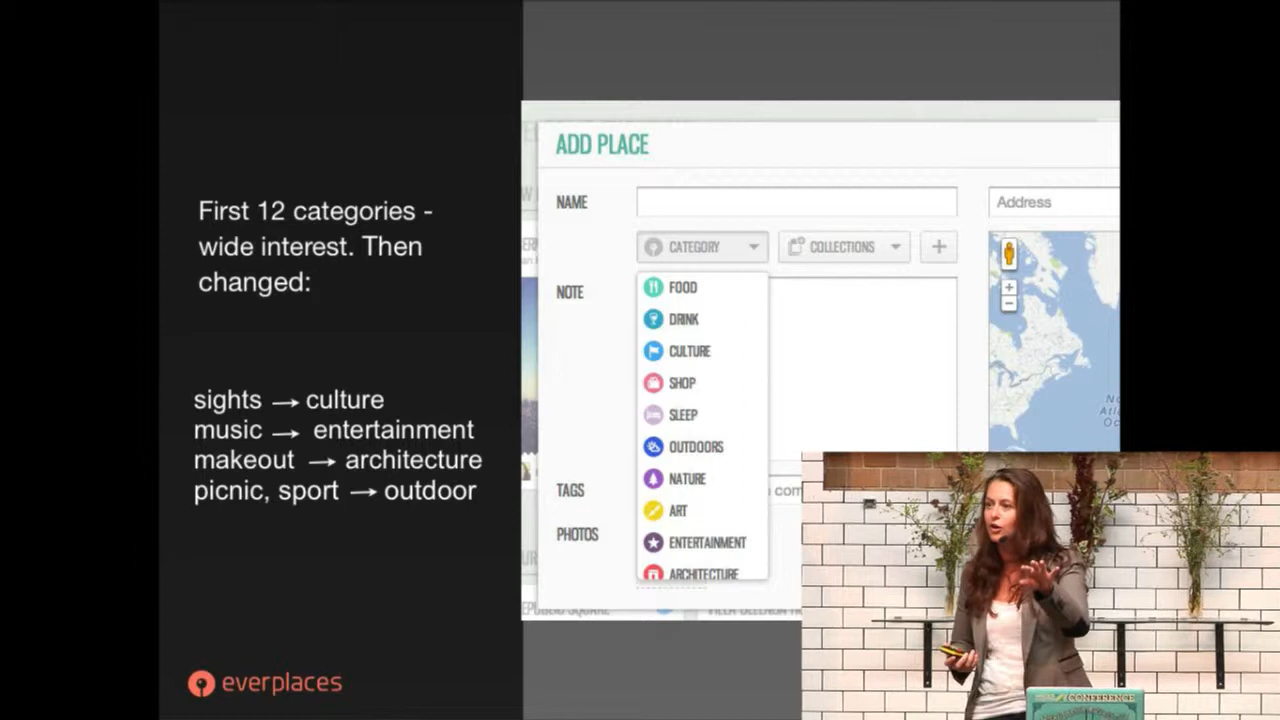 First 12 categories -
wide interest. Then
changed:
sights → culture
music → entertainment
makeout → architecture
picnic, sport → outdoor
everplaces
ADD PLACE
NAME
Address
CATEGORY
COLLECTIONS
+
NOTE
FOOD
DRINK
CULTURE
SHOP
SLEEP
OUTDOORS
NATURE
ART
ENTERTAINMENT
ARCHITECTURE
TAGS
PHOTOS
CONFERENCE